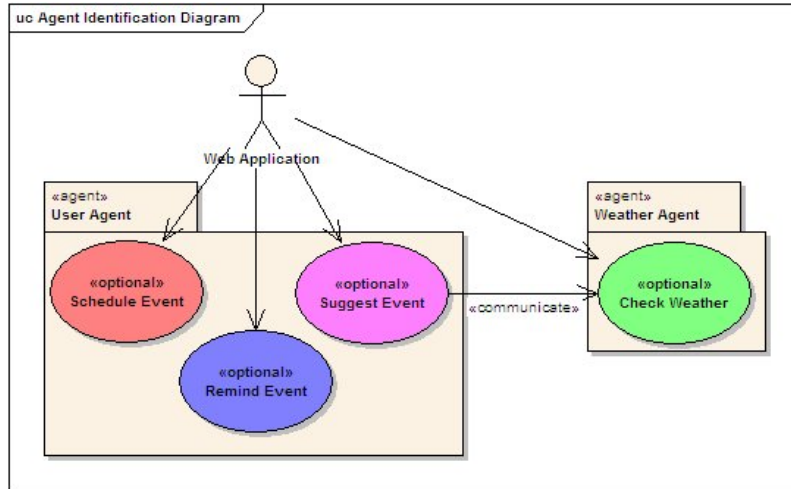 uc Agent Identification Diagram
Web Application
«agent»
User Agent
«agent»
Weather Agent
«optional»
Schedule Event
«optional»
Suggest Event
«communicate»
«optional»
Check Weather
«optional»
Remind Event